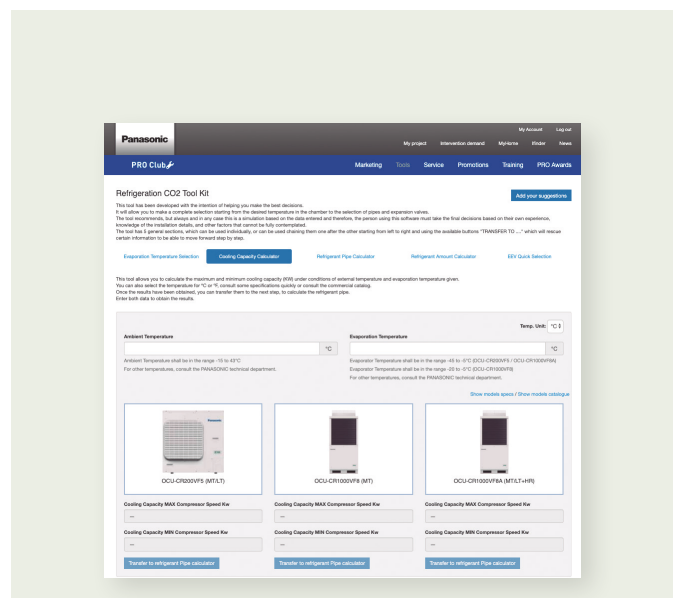 My Account Log out
Panasonic
My project Intervention demand MyHome Ifinder News
PRO Club
Marketing Tools Service Promotions Training PRO Awards
Refrigeration CO2 Tool Kit
Add your suggestions
This tool has been developed with the intention of helping you make the best decisions.
It will allow you to make a complete selection starting from the desired temperature in the chamber to the selection of pipes and expansion valves.
The tool recommends, but always and in any case this is a simulation based on the data entered and therefore, the person using this software must take the final decisions based on their own experience,
knowledge of the installation details, and other factors that cannot be fully contemplated.
The tool has 5 general sections, which can be used individually, or can be used chaining them one after the other starting from left to right and using the available buttons "TRANSFER TO ...." which will rescue
certain information to be able to move forward step by step.
Evaporation Temperature Selection Cooling Capacity Calculator Refrigerant Pipe Calculator Refrigerant Amount Calculator EEV Quick Selection
This tool allows you to calculate the maximum and minimum cooling capacity (KW) under conditions of external temperature and evaporation temperature given.
You can also select the temperature for °C or °F, consult some specifications quickly or consult the commercial catalog.
Once the results have been obtained, you can transfer them to the next step, to calculate the refrigerant pipe.
Enter both data to obtain the results.
Temp. Unit: °C
Ambient Temperature Evaporation Temperature
°C °C
Ambient Temperature shall be in the range -15 to 43°C
For other temperatures, consult the PANASONIC technical department.
Evaporator Temperature shall be in the range -45 to -5°C (OCU-CR200VF5 / OCU-CR1000VF8A)
Evaporator Temperature shall be in the range -20 to -5°C (OCU-CR1000VF8)
For other temperatures, consult the PANASONIC technical department.
Show models specs / Show models catalogue
Panasonic
OCU-CR200VF5 (MT/LT) OCU-CR1000VF8 (MT) OCU-CR1000VF8A (MT/LT+HR)
Cooling Capacity MAX Compressor Speed Kw Cooling Capacity MAX Compressor Speed Kw Cooling Capacity MAX Compressor Speed Kw
--- --- ---
Cooling Capacity MIN Compressor Speed Kw Cooling Capacity MIN Compressor Speed Kw Cooling Capacity MIN Compressor Speed Kw
--- --- ---
Transfer to refrigerant Pipe calculator Transfer to refrigerant Pipe calculator Transfer to refrigerant Pipe calculator